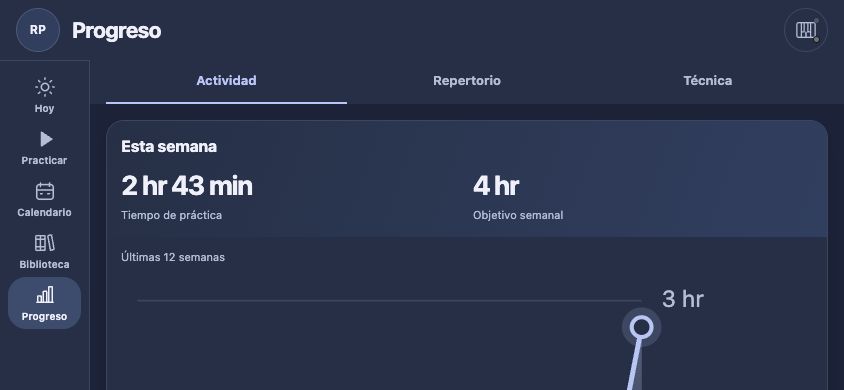 RP
Progreso
Hoy
Practicar
Calendario
Biblioteca
Progreso
Actividad
Repertorio
Técnica
Esta semana
2 hr 43 min
4 hr
Tiempo de práctica
Objetivo semanal
Últimas 12 semanas
3 hr